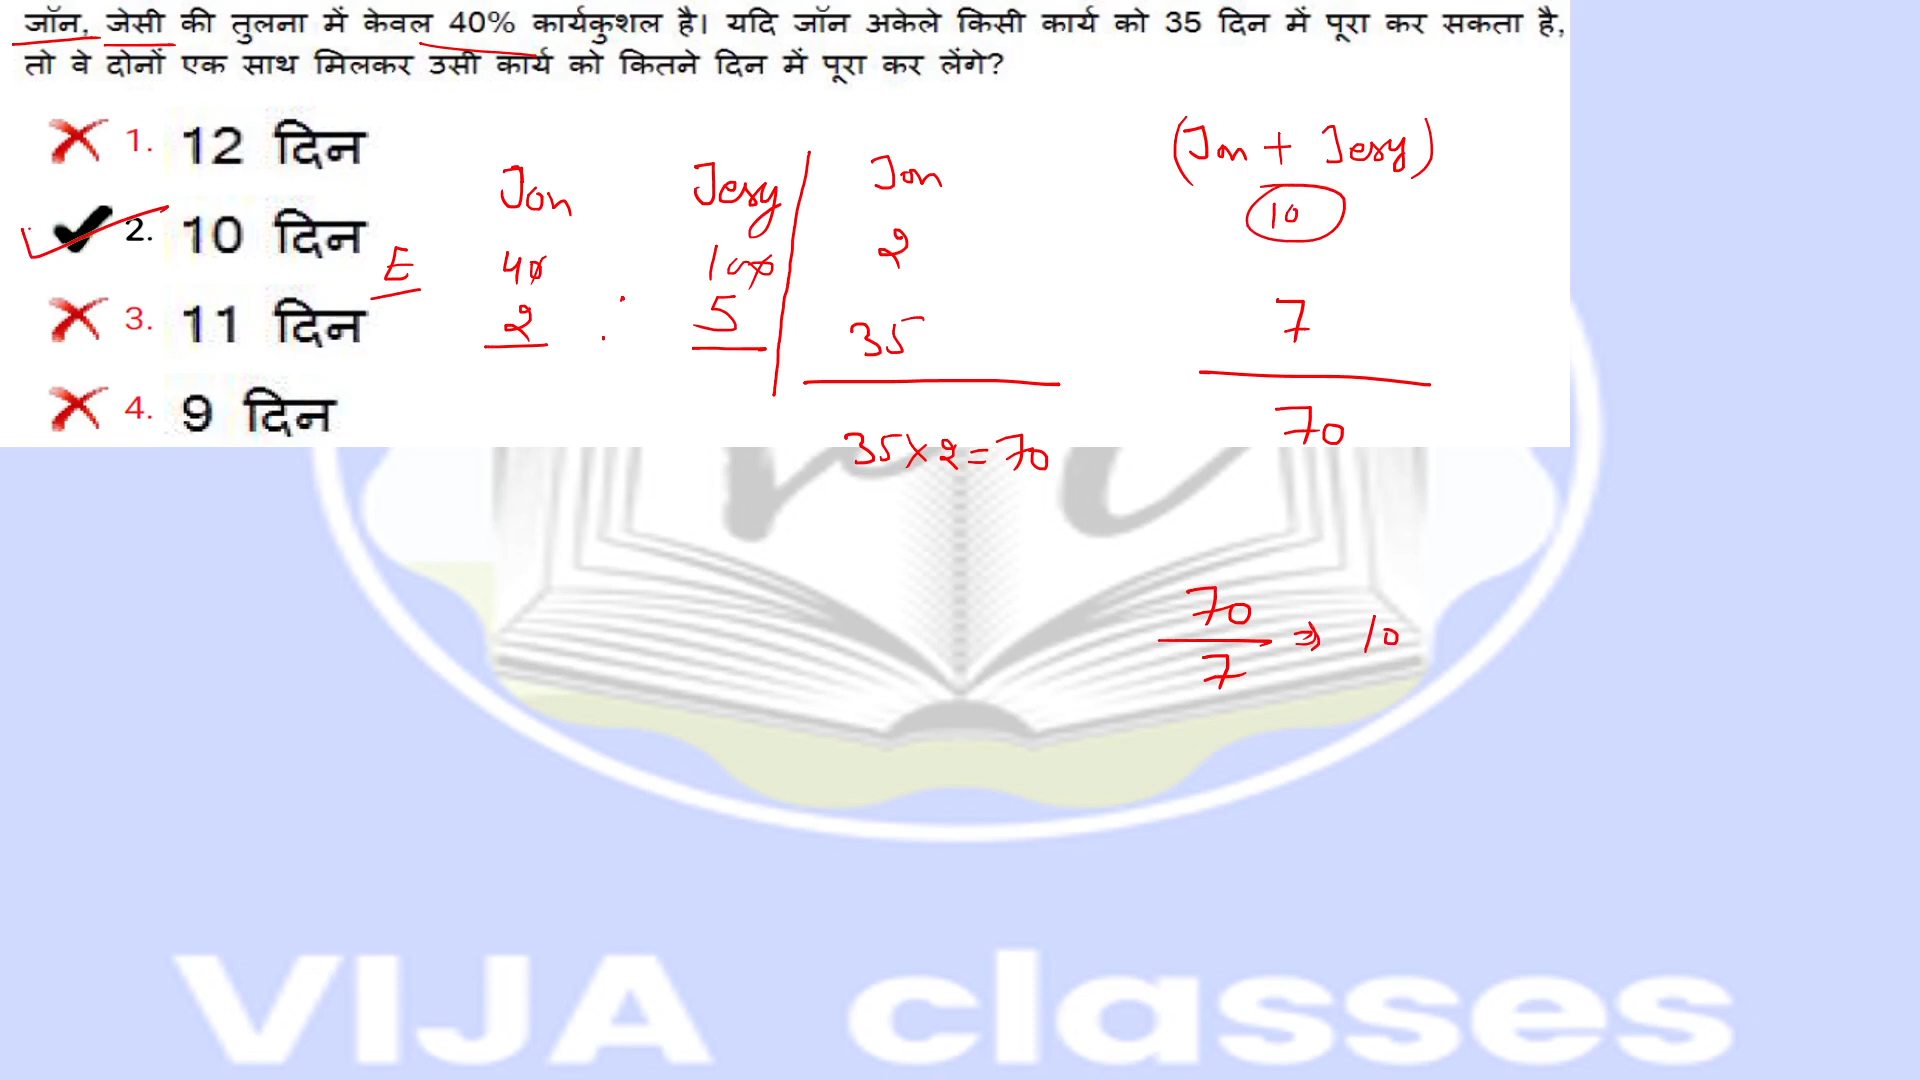 जॉन, जेसी की तुलना में केवल 40% कार्यकुशल है। यदि जॉन अकेले किसी कार्य को 35 दिन में पूरा कर सकता है,
तो वे दोनों एक साथ मिलकर उसी कार्य को कितने दिन में पूरा कर लेंगे?
1. 12 दिन
2. 10 दिन
3. 11 दिन
4. 9 दिन
Jon Jesy
E 40 100
2 : 5
Jon
2
35
35×2=70
(Jon + Jesy)
10
7
70
70/7 ⇒ 10
VIJA classes